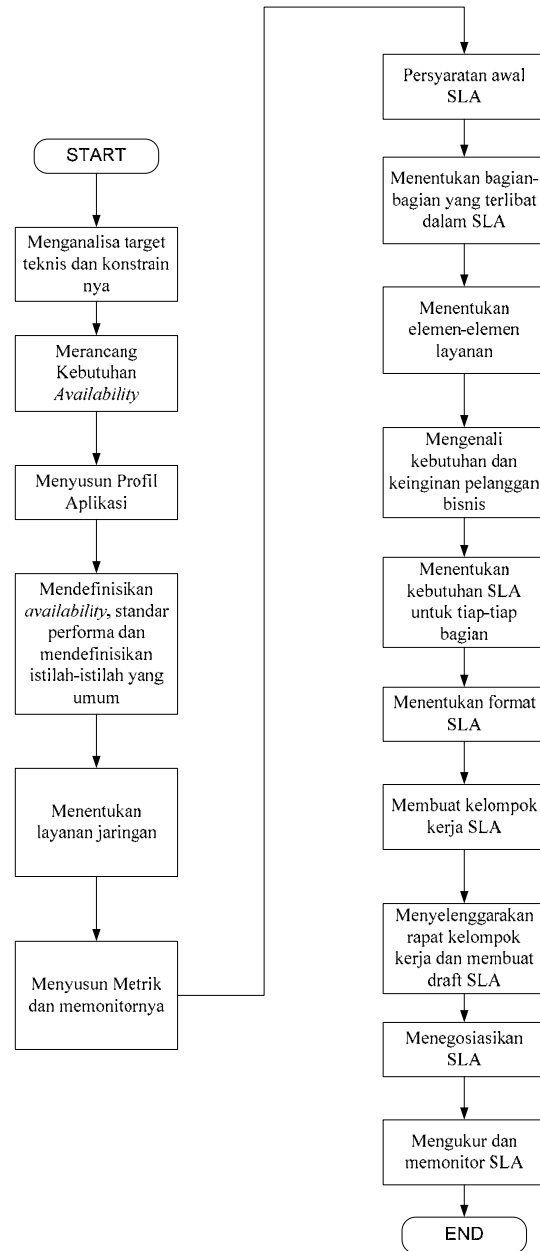 START
Menganalisa target
teknis dan konstrain
nya
Merancang
Kebutuhan
Availability
Menyusun Profil
Aplikasi
Mendefinisikan
availability, standar
performa dan
mendefinisikan
istilah-istilah yang
umum
Menentukan
layanan jaringan
Menyusun Metrik
dan memonitornya
Persyaratan awal
SLA
Menentukan bagian-
bagian yang terlibat
dalam SLA
Menentukan
elemen-elemen
layanan
Mengenali
kebutuhan dan
keinginan pelanggan
bisnis
Menentukan
kebutuhan SLA
untuk tiap-tiap
bagian
Menentukan format
SLA
Membuat kelompok
kerja SLA
Menyelenggarakan
rapat kelompok
kerja dan membuat
draft SLA
Menegosiasikan
SLA
Mengukur dan
memonitor SLA
END